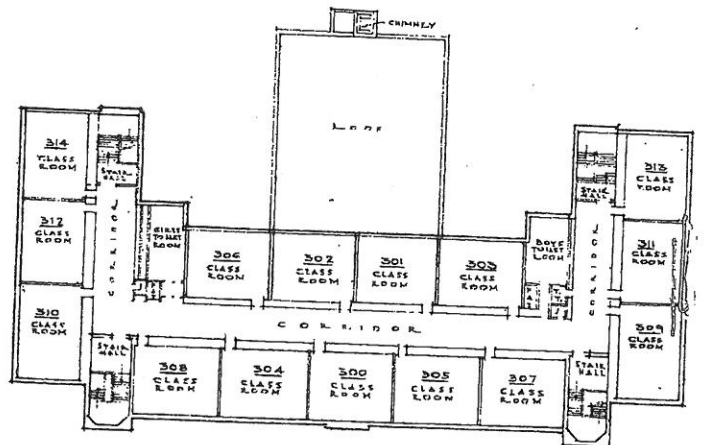 CHIMNEY
ROOF
314
CLASS
ROOM
STAIR
HALL
312
CLASS
ROOM
CORRIDOR
GIRLS
TOILET
ROOM
306
CLASS
ROOM
302
CLASS
ROOM
301
CLASS
ROOM
303
CLASS
ROOM
BOYS
TOILET
ROOM
STAIR
HALL
313
CLASS
ROOM
311
CLASS
ROOM
CORRIDOR
310
CLASS
ROOM
CORRIDOR
309
CLASS
ROOM
STAIR
HALL
308
CLASS
ROOM
304
CLASS
ROOM
300
CLASS
ROOM
305
CLASS
ROOM
307
CLASS
ROOM
STAIR
HALL